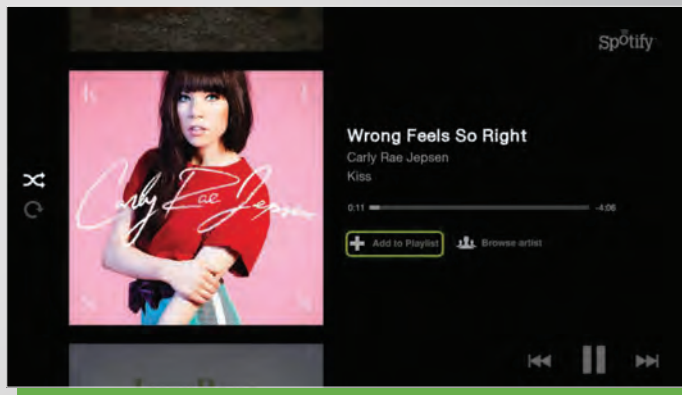 Spotify
K I
Carly Rae Jepsen
S S
Wrong Feels So Right
Carly Rae Jepsen
Kiss
0:11 -4:06
Add to Playlist Browse artist